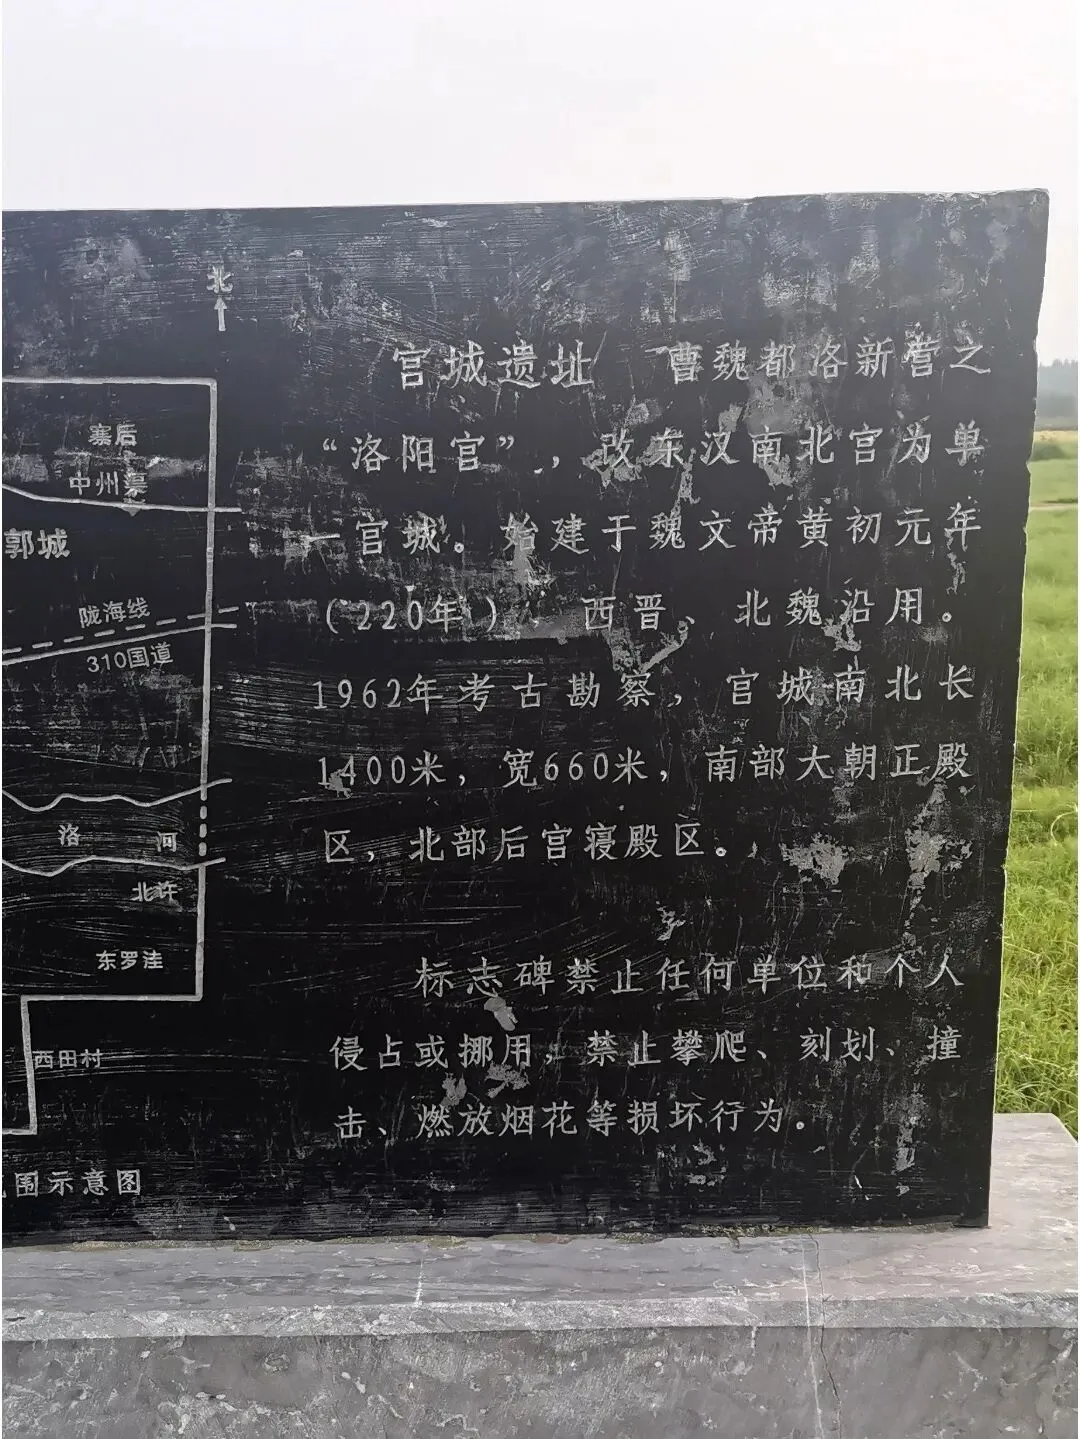 北
寨后
中州渠
郭城
陇海线
310国道
洛 河
北许
东罗洼
西田村
围示意图
宫城遗址 曹魏都洛新营之
“洛阳宫”，改东汉南北宫为单
一宫城。始建于魏文帝黄初元年
（220年） 西晋、北魏沿用。
1962年考古勘察，宫城南北长
1400米，宽660米，南部大朝正殿
区，北部后宫寝殿区。
标志碑禁止任何单位和个人
侵占或挪用，禁止攀爬、刻划、撞
击、燃放烟花等损坏行为。